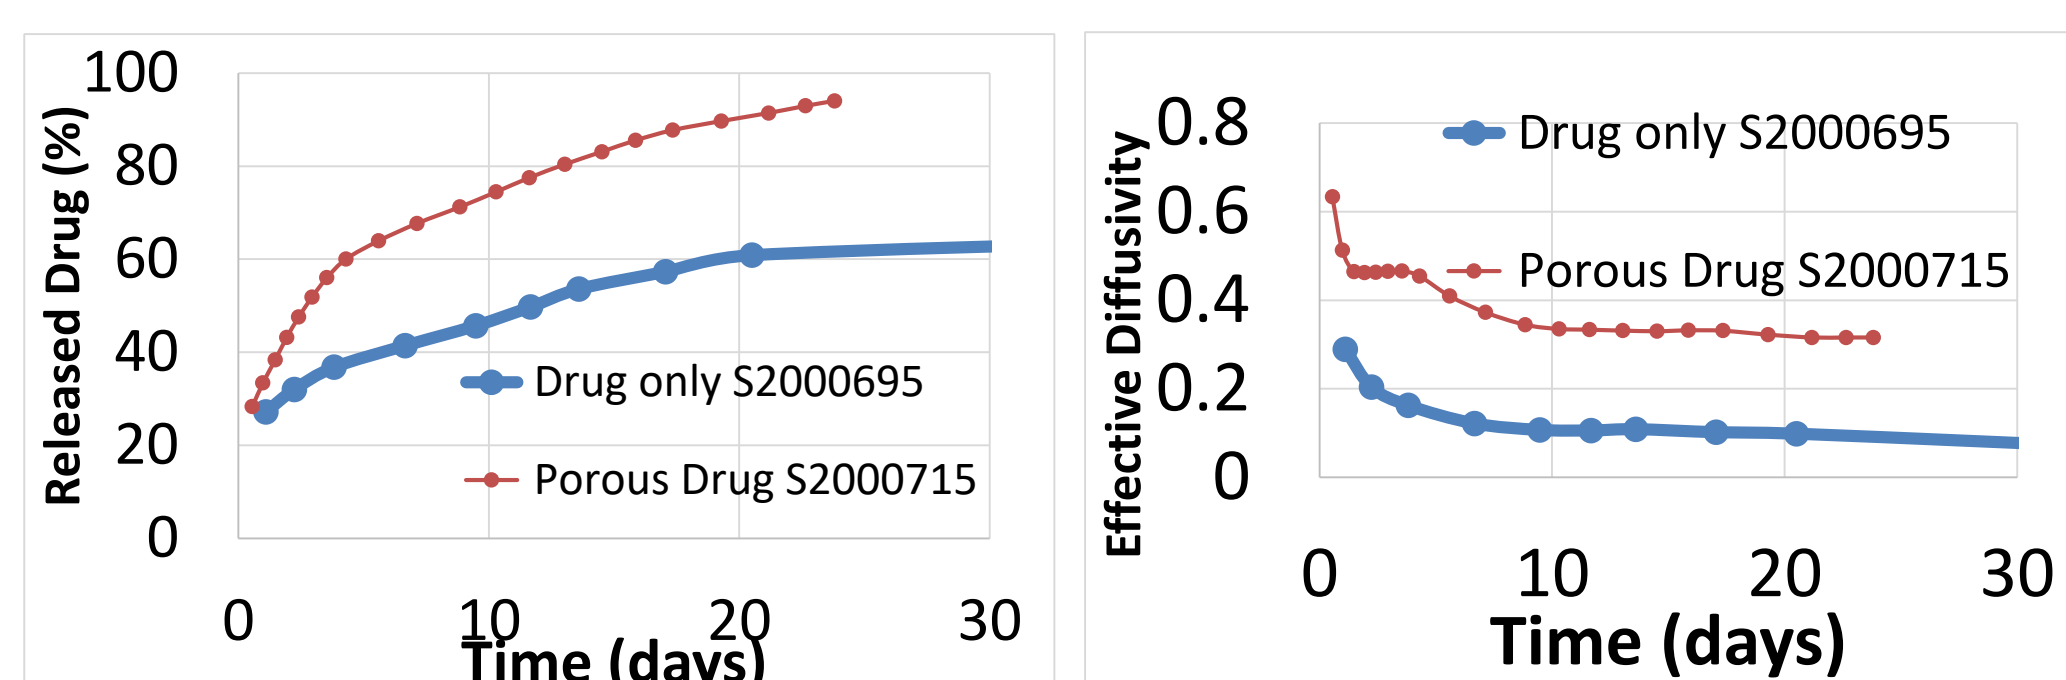 Released Drug (%)
100
80
60
40
20
0
Drug only S2000695
Porous Drug S2000715
0 10 20 30
Time (days)
Effective Diffusivity
0.8
0.6
0.4
0.2
0
Drug only S2000695
Porous Drug S2000715
0 10 20 30
Time (days)